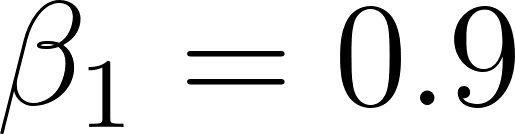 β₁ = 0.9